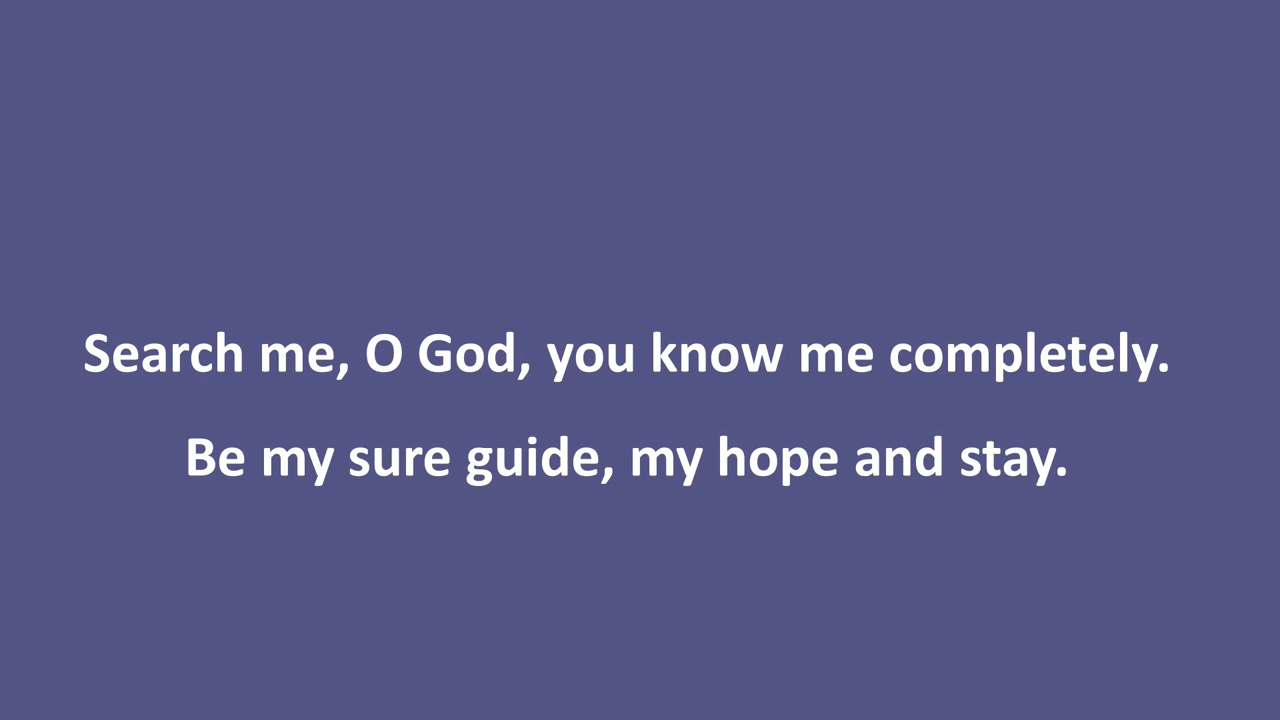 Search me, O God, you know me completely.
Be my sure guide, my hope and stay.